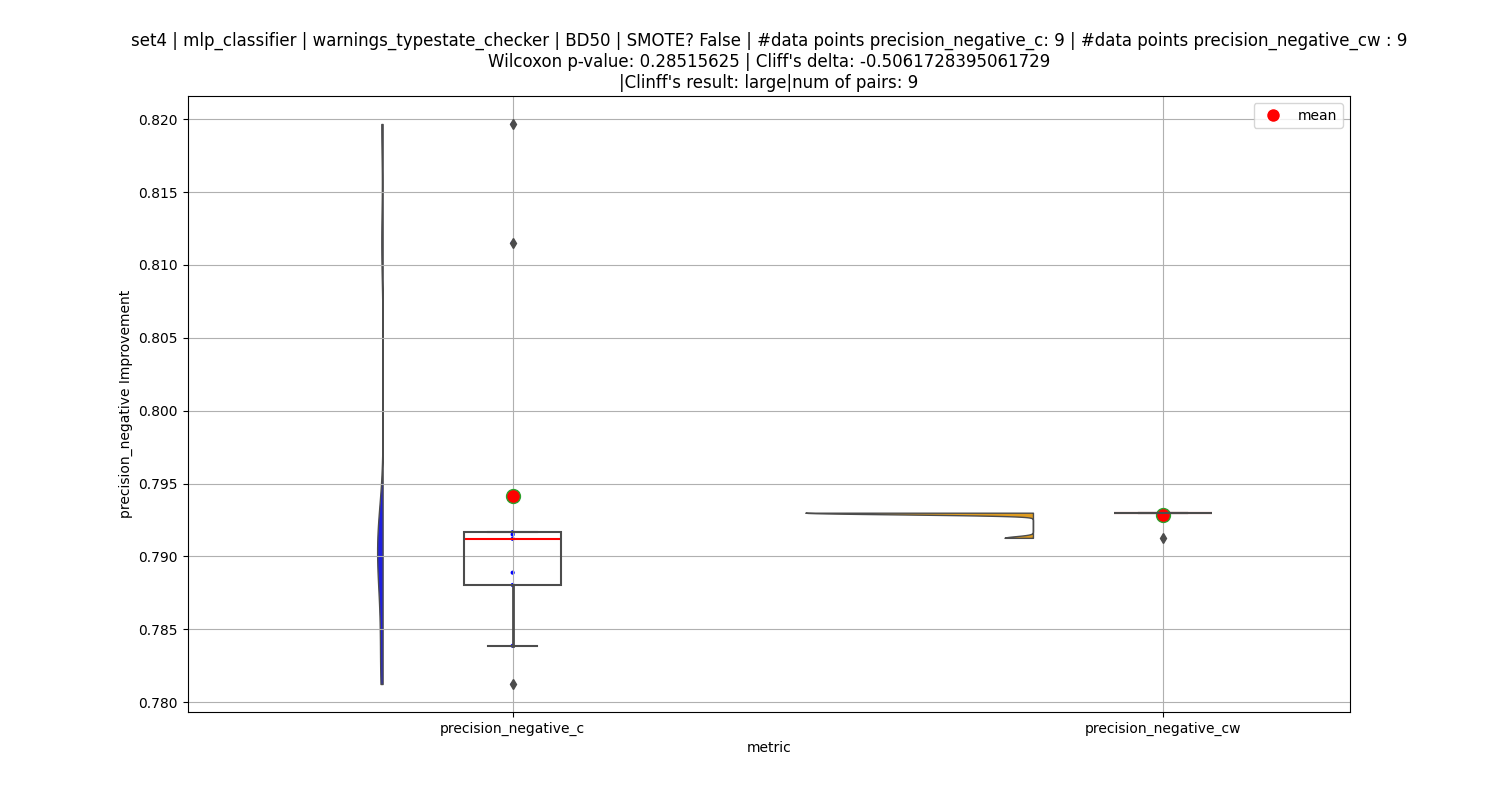 set4 | mlp_classifier | warnings_typestate_checker | BD50 | SMOTE? False | #data points precision_negative_c: 9 | #data points precision_negative_cw : 9
Wilcoxon p-value: 0.28515625 | Cliff's delta: -0.5061728395061729
|Clinff's result: large|num of pairs: 9
mean
0.820
0.815
0.810
0.805
0.800
0.795
0.790
0.785
0.780
precision_negative Improvement
precision_negative_c
precision_negative_cw
metric